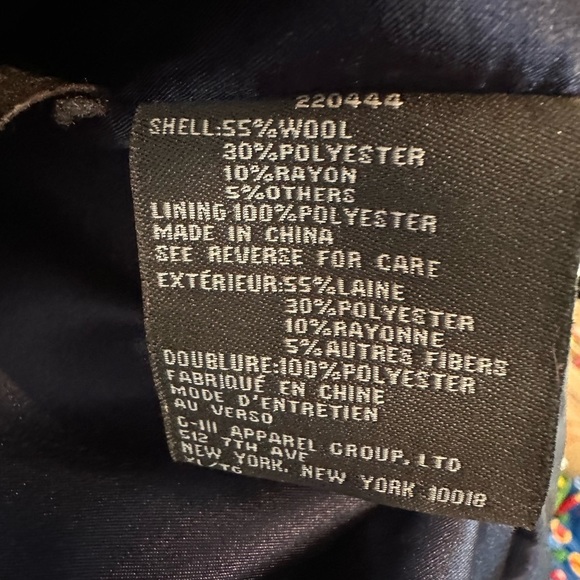 220444
SHELL:55%WOOL
30%POLYESTER
10%RAYON
5%OTHERS
LINING 100%POLYESTER
MADE IN CHINA
SEE REVERSE FOR CARE
EXTÉRIEUR:55%LAINE
30%POLYESTER
10%RAYONNE
5%AUTRES FIBERS
DOUBLURE:100%POLYESTER
FABRIQUÉ EN CHINE
MODE D'ENTRETIEN
AU VERSO
G-III APPAREL GROUP, LTD
512 7TH AVE
NEW YORK, NEW YORK 10018
XL/TG